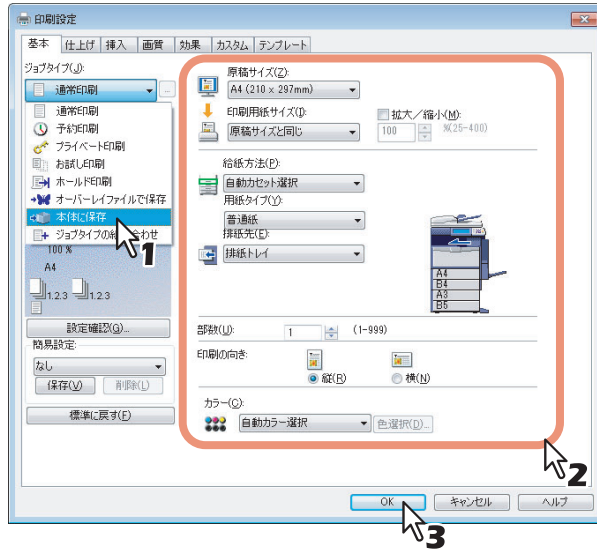 印刷設定
基本 仕上げ 挿入 画質 効果 カスタム テンプレート
ジョブタイプ(J):
通常印刷 ...
通常印刷
予約印刷
プライベート印刷
お試し印刷
ホールド印刷
オーバーレイファイルで保存
本体に保存
ジョブタイプの組 合わせ
1
100 %
A4
1.2.3 1.2.3
設定確認(G)...
簡易設定:
なし
保存(V) 削除(L)
標準に戻す(F)
原稿サイズ(Z):
A4 (210 x 297mm)
印刷用紙サイズ(I):
原稿サイズと同じ
拡大/縮小(M):
100 %(25-400)
給紙方法(P):
自動カセット選択
用紙タイプ(Y):
普通紙
排紙先(E):
排紙トレイ
A4
B4
A3
B5
部数(U): 1 (1-999)
印刷の向き:
縦(R) 横(N)
カラー(C):
自動カラー選択 色選択(D)...
2
OK キャンセル ヘルプ
3